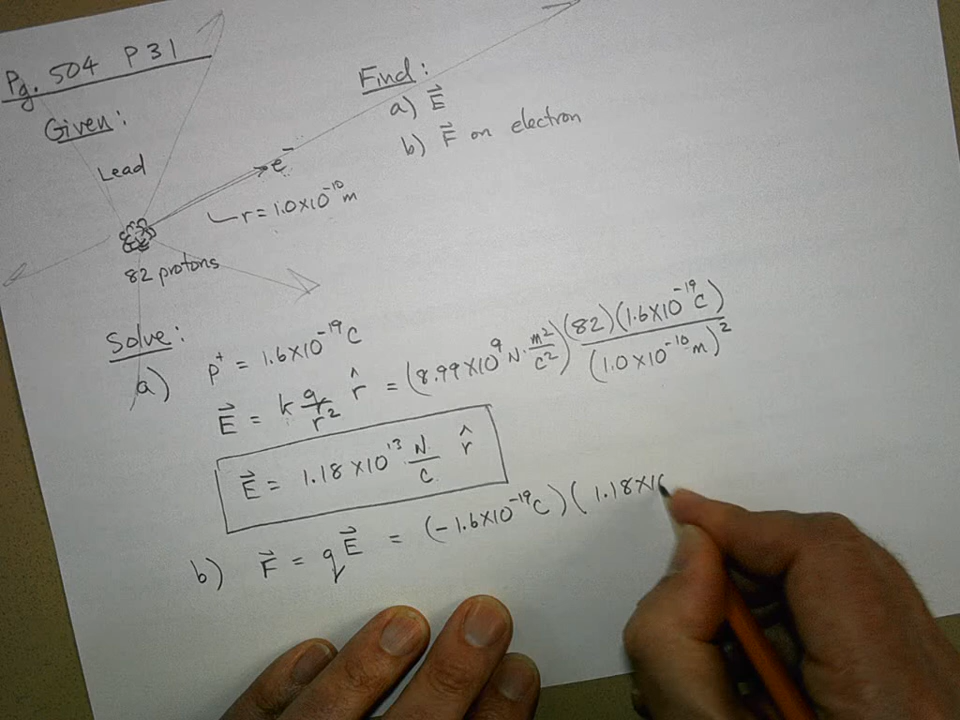 Pg. 504 P 31
Given:
Lead
82 protons
e⁻
r = 1.0×10⁻¹⁰ m
Find:
a) E⃗
b) F⃗ on electron
Solve:
a) p⁺ = 1.6×10⁻¹⁹ C
E⃗ = k q/r² r̂ = (8.99×10⁹ N·m²/C²) (82)(1.6×10⁻¹⁹ C)/(1.0×10⁻¹⁰ m)²
E⃗ = 1.18×10¹³ N/C r̂
b) F⃗ = qE⃗ = (-1.6×10⁻¹⁹ C)(1.18×10